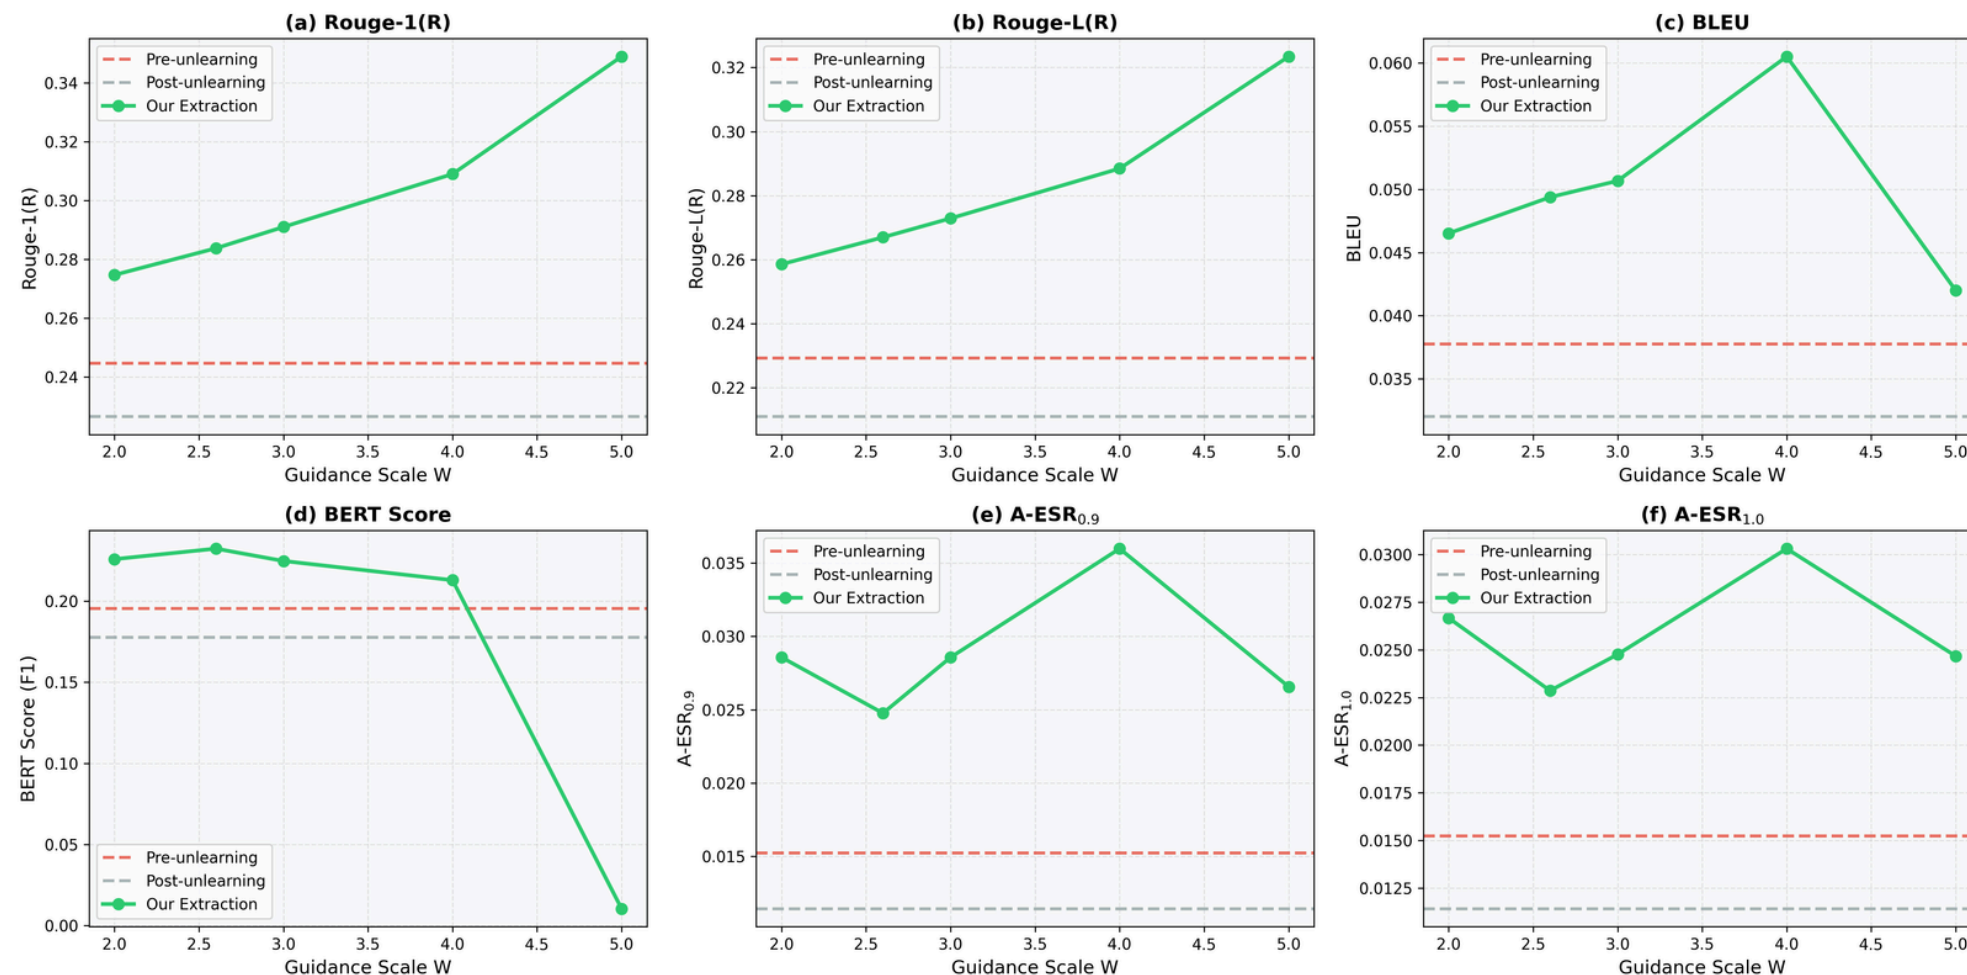 (a) Rouge-1(R)
Pre-unlearning
Post-unlearning
Our Extraction
0.34
0.32
0.30
0.28
0.26
0.24
Rouge-1(R)
2.0 2.5 3.0 3.5 4.0 4.5 5.0
Guidance Scale W
(b) Rouge-L(R)
Pre-unlearning
Post-unlearning
Our Extraction
0.32
0.30
0.28
0.26
0.24
0.22
Rouge-L(R)
2.0 2.5 3.0 3.5 4.0 4.5 5.0
Guidance Scale W
(c) BLEU
Pre-unlearning
Post-unlearning
Our Extraction
0.060
0.055
0.050
0.045
0.040
0.035
BLEU
2.0 2.5 3.0 3.5 4.0 4.5 5.0
Guidance Scale W
(d) BERT Score
0.20
0.15
0.10
0.05
0.00
BERT Score (F1)
Pre-unlearning
Post-unlearning
Our Extraction
2.0 2.5 3.0 3.5 4.0 4.5 5.0
Guidance Scale W
(e) A-ESR0.9
Pre-unlearning
Post-unlearning
Our Extraction
0.035
0.030
0.025
0.020
0.015
A-ESR0.9
2.0 2.5 3.0 3.5 4.0 4.5 5.0
Guidance Scale W
(f) A-ESR1.0
Pre-unlearning
Post-unlearning
Our Extraction
0.0300
0.0275
0.0250
0.0225
0.0200
0.0175
0.0150
0.0125
A-ESR1.0
2.0 2.5 3.0 3.5 4.0 4.5 5.0
Guidance Scale W